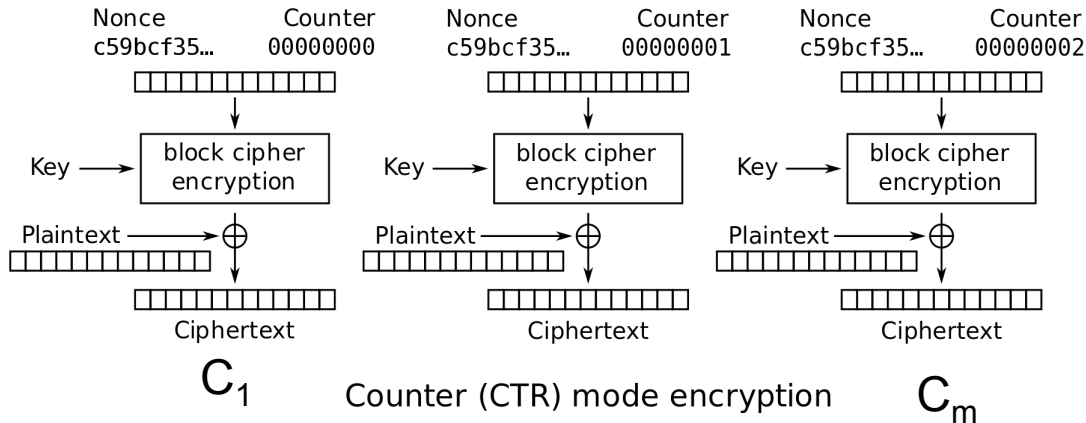 Nonce Counter
c59bcf35… 00000000
block cipher
encryption
Key
Plaintext
Ciphertext
C1
Nonce Counter
c59bcf35… 00000001
block cipher
encryption
Key
Plaintext
Ciphertext
Nonce Counter
c59bcf35… 00000002
block cipher
encryption
Key
Plaintext
Ciphertext
Cm
Counter (CTR) mode encryption